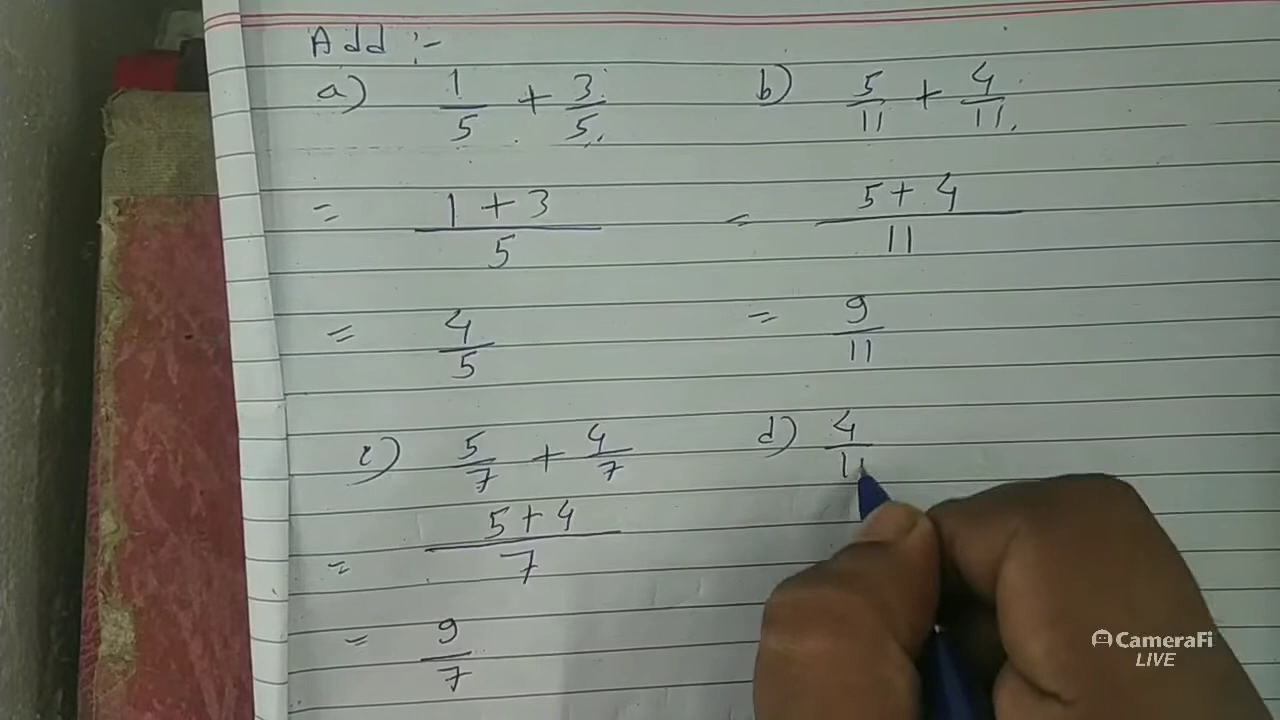 Add :-
a) 1/5 + 3/5
= 1 + 3 / 5
= 4/5
b) 5/11 + 4/11
= 5 + 4 / 11
= 9/11
c) 5/7 + 4/7
= 5 + 4 / 7
= 9/7
d) 4/11
CameraFi
LIVE